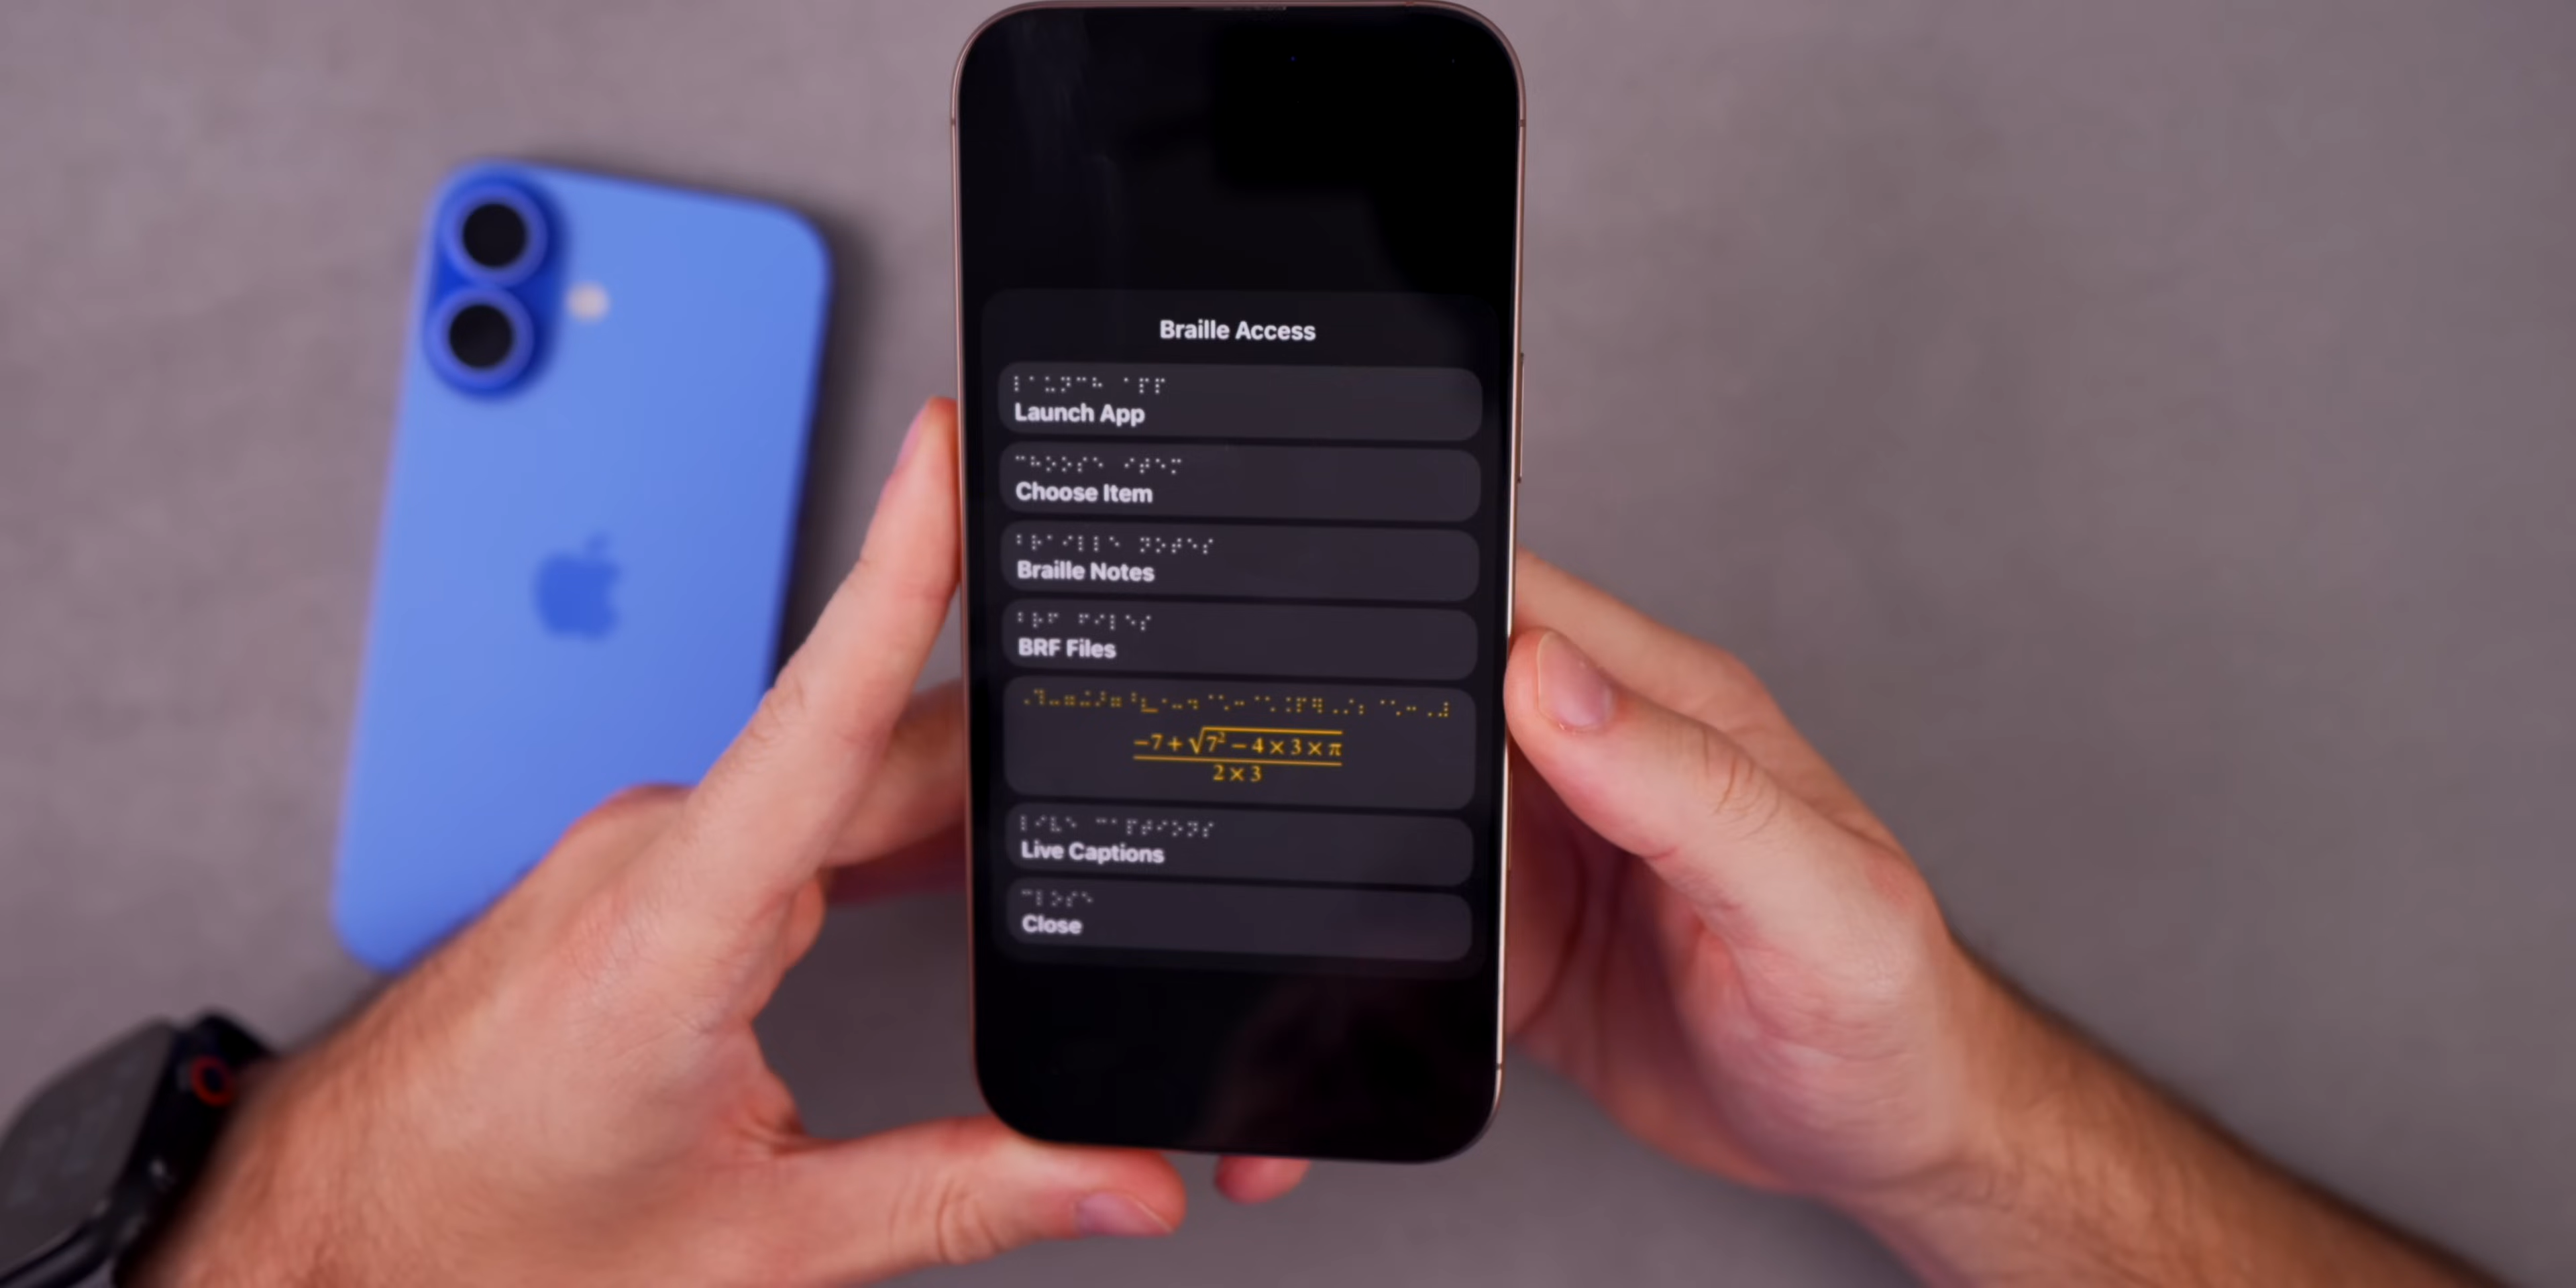 Braille Access
⠇⠁⠥⠝⠉⠓ ⠁⠏⠏
Launch App
⠉⠓⠕⠕⠎⠑ ⠊⠞⠑⠍
Choose Item
⠃⠗⠁⠊⠇⠇⠑ ⠝⠕⠞⠑⠎
Braille Notes
⠃⠗⠋ ⠋⠊⠇⠑⠎
BRF Files
−7 + √7² − 4 × 3 × π
2 × 3
⠇⠊⠧⠑ ⠉⠁⠏⠞⠊⠕⠝⠎
Live Captions
⠉⠇⠕⠎⠑
Close